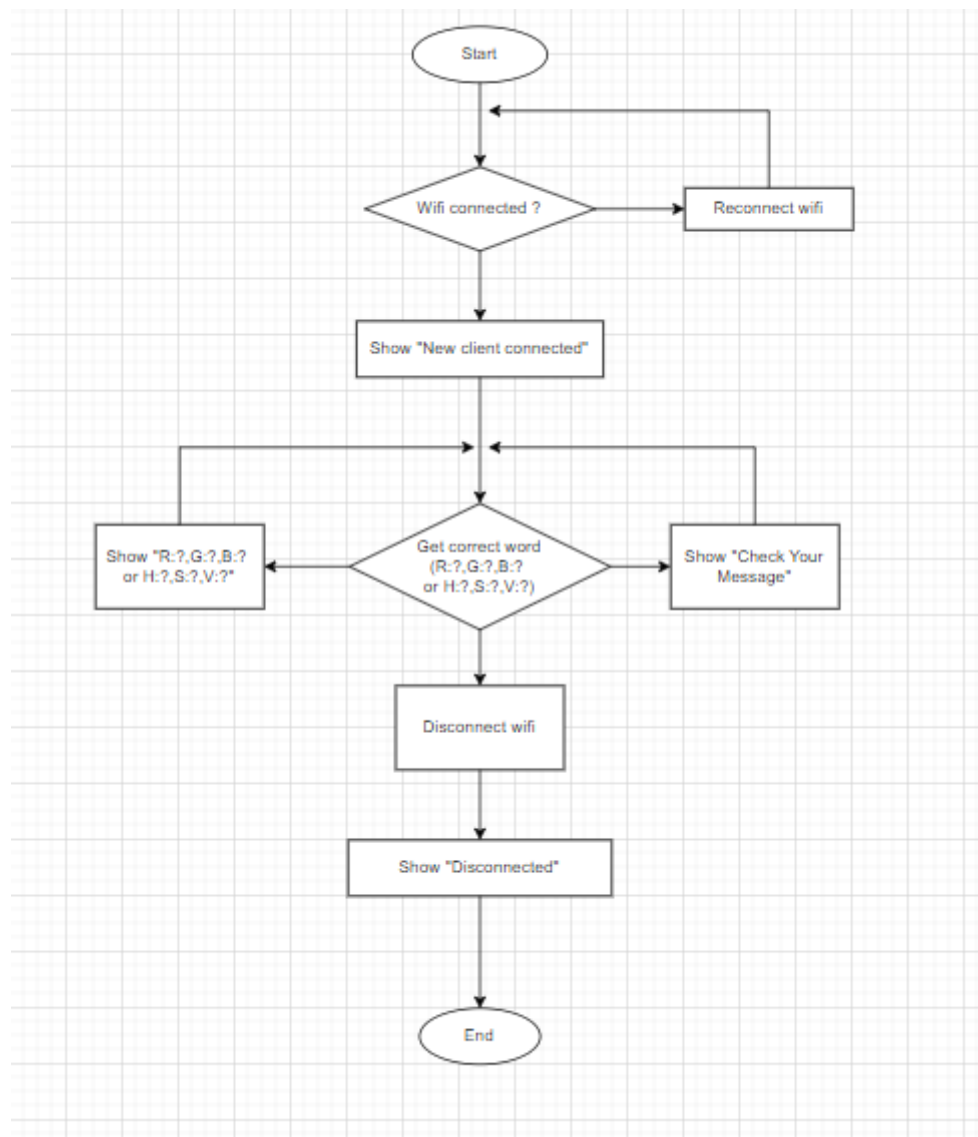 Start
Wifi connected ?
Reconnect wifi
Show "New client connected"
Show "R:?,G:?,B:?
or H:?,S:?,V:?"
Get correct word
(R:?,G:?,B:?
or H:?,S:?,V:?)
Show "Check Your
Message"
Disconnect wifi
Show "Disconnected"
End